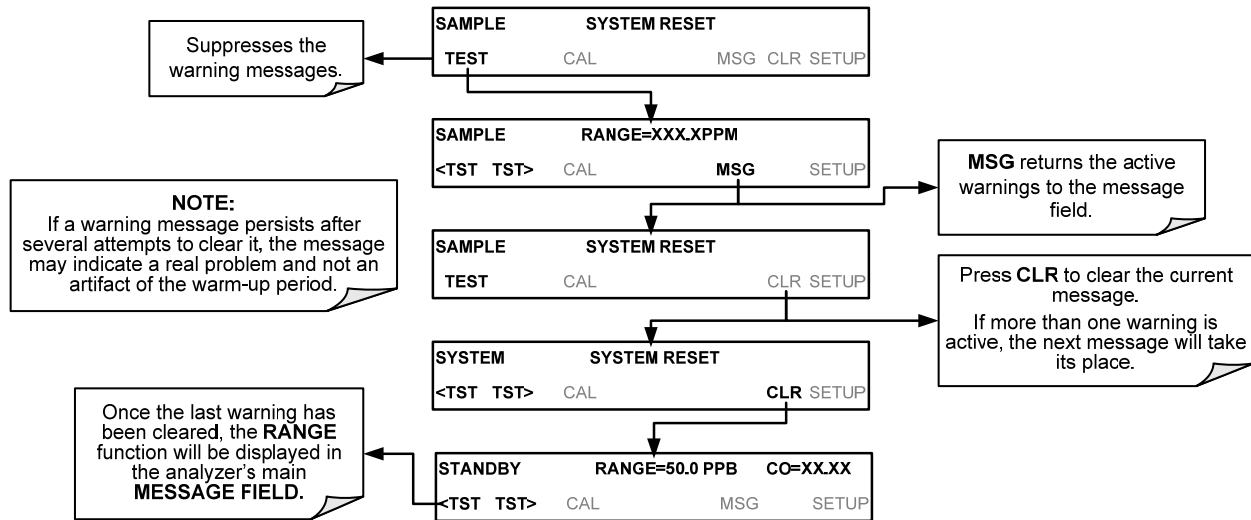 Suppresses the
warning messages.
SAMPLE SYSTEM RESET
TEST CAL MSG CLR SETUP
SAMPLE RANGE=XXX.XPPM
<TST TST> CAL MSG SETUP
MSG returns the active
warnings to the message
field.
NOTE:
If a warning message persists after
several attempts to clear it, the message
may indicate a real problem and not an
artifact of the warm-up period.
SAMPLE SYSTEM RESET
TEST CLR SETUP
Press CLR to clear the current
message.
If more than one warning is
active, the next message will take
its place.
SYSTEM SYSTEM RESET
<TST TST> CAL CLR SETUP
Once the last warning has
been cleared, the RANGE
function will be displayed in
the analyzer's main
MESSAGE FIELD.
STANDBY RANGE=50.0 PPB CO=XX.XX
<TST TST> CAL MSG SETUP